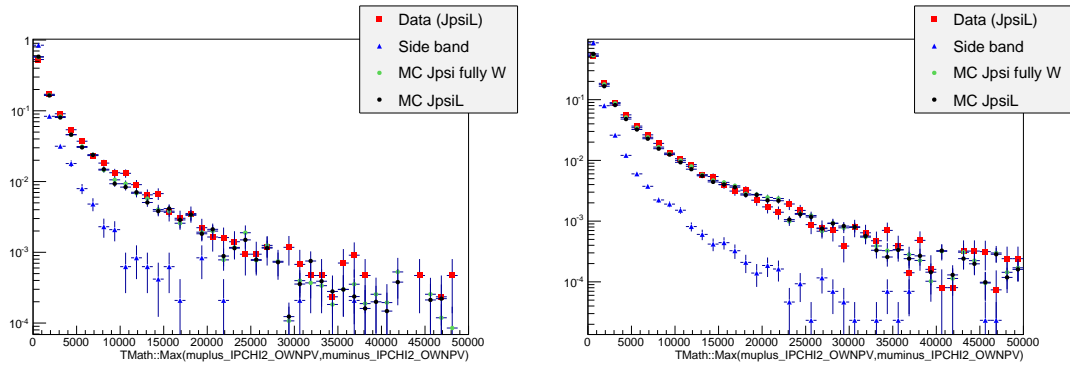 Data (JpsiL)
Side band
MC Jpsi fully W
MC JpsiL
1
10⁻¹
10⁻²
10⁻³
10⁻⁴
0 5000 10000 15000 20000 25000 30000 35000 40000 45000 50000
TMath::Max(muplus_IPCHI2_OWNPV,muminus_IPCHI2_OWNPV)
Data (JpsiL)
Side band
MC Jpsi fully W
MC JpsiL
1
10⁻¹
10⁻²
10⁻³
10⁻⁴
0 5000 10000 15000 20000 25000 30000 35000 40000 45000 50000
TMath::Max(muplus_IPCHI2_OWNPV,muminus_IPCHI2_OWNPV)